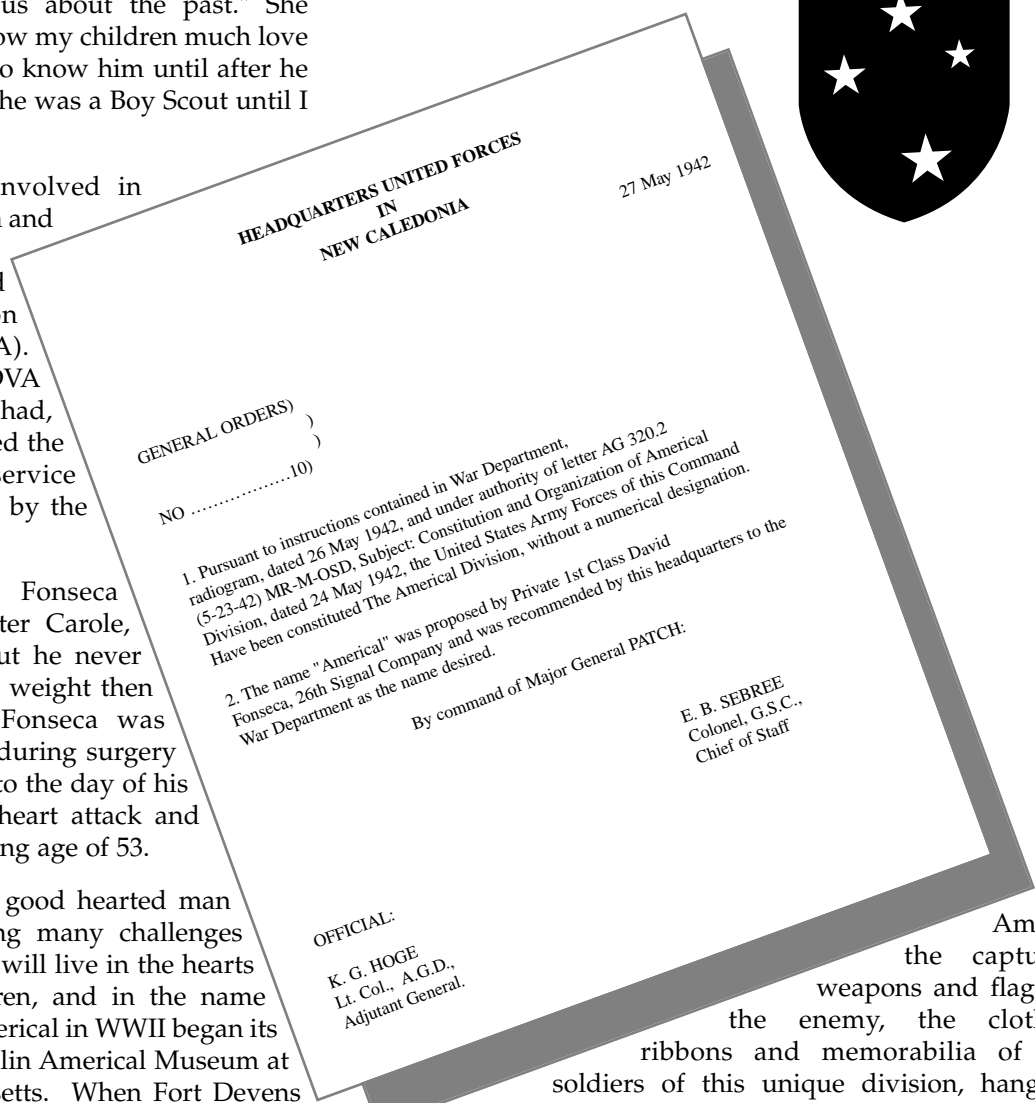 us about the past." She
ow my children much love
o know him until after he
he was a Boy Scout until I
nvolved in
and
on
A).
OVA
had,
ed the
ervice
by the
Fonseca
ter Carole,
ut he never
weight then
Fonseca was
during surgery
to the day of his
heart attack and
ng age of 53.
good hearted man
ng many challenges
will live in the hearts
ren, and in the name
erical in WWII began its
lin Americal Museum at
setts. When Fort Devens
HEADQUARTERS UNITED FORCES
IN
NEW CALEDONIA
27 May 1942
GENERAL ORDERS)
)
)
NO ………………10)
1. Pursuant to instructions contained in War Department,
radiogram, dated 26 May 1942, and under authority of letter AG 320.2
(5-23-42) MR-M-OSD, Subject: Constitution and Organization of Americal
Division, dated 24 May 1942, the United States Army Forces of this Command
Have been constituted The Americal Division, without a numerical designation.
2. The name "Americal" was proposed by Private 1st Class David
Fonseca, 26th Signal Company and was recommended by this headquarters to the
War Department as the name desired.
By command of Major General PATCH:
E. B. SEBREE
Colonel, G.S.C.,
Chief of Staff
OFFICIAL:
K. G. HOGE
Lt. Col., A.G.D.,
Adjutant General.
Am
the captu
weapons and flag
the enemy, the clot
ribbons and memorabilia of
soldiers of this unique division, hang